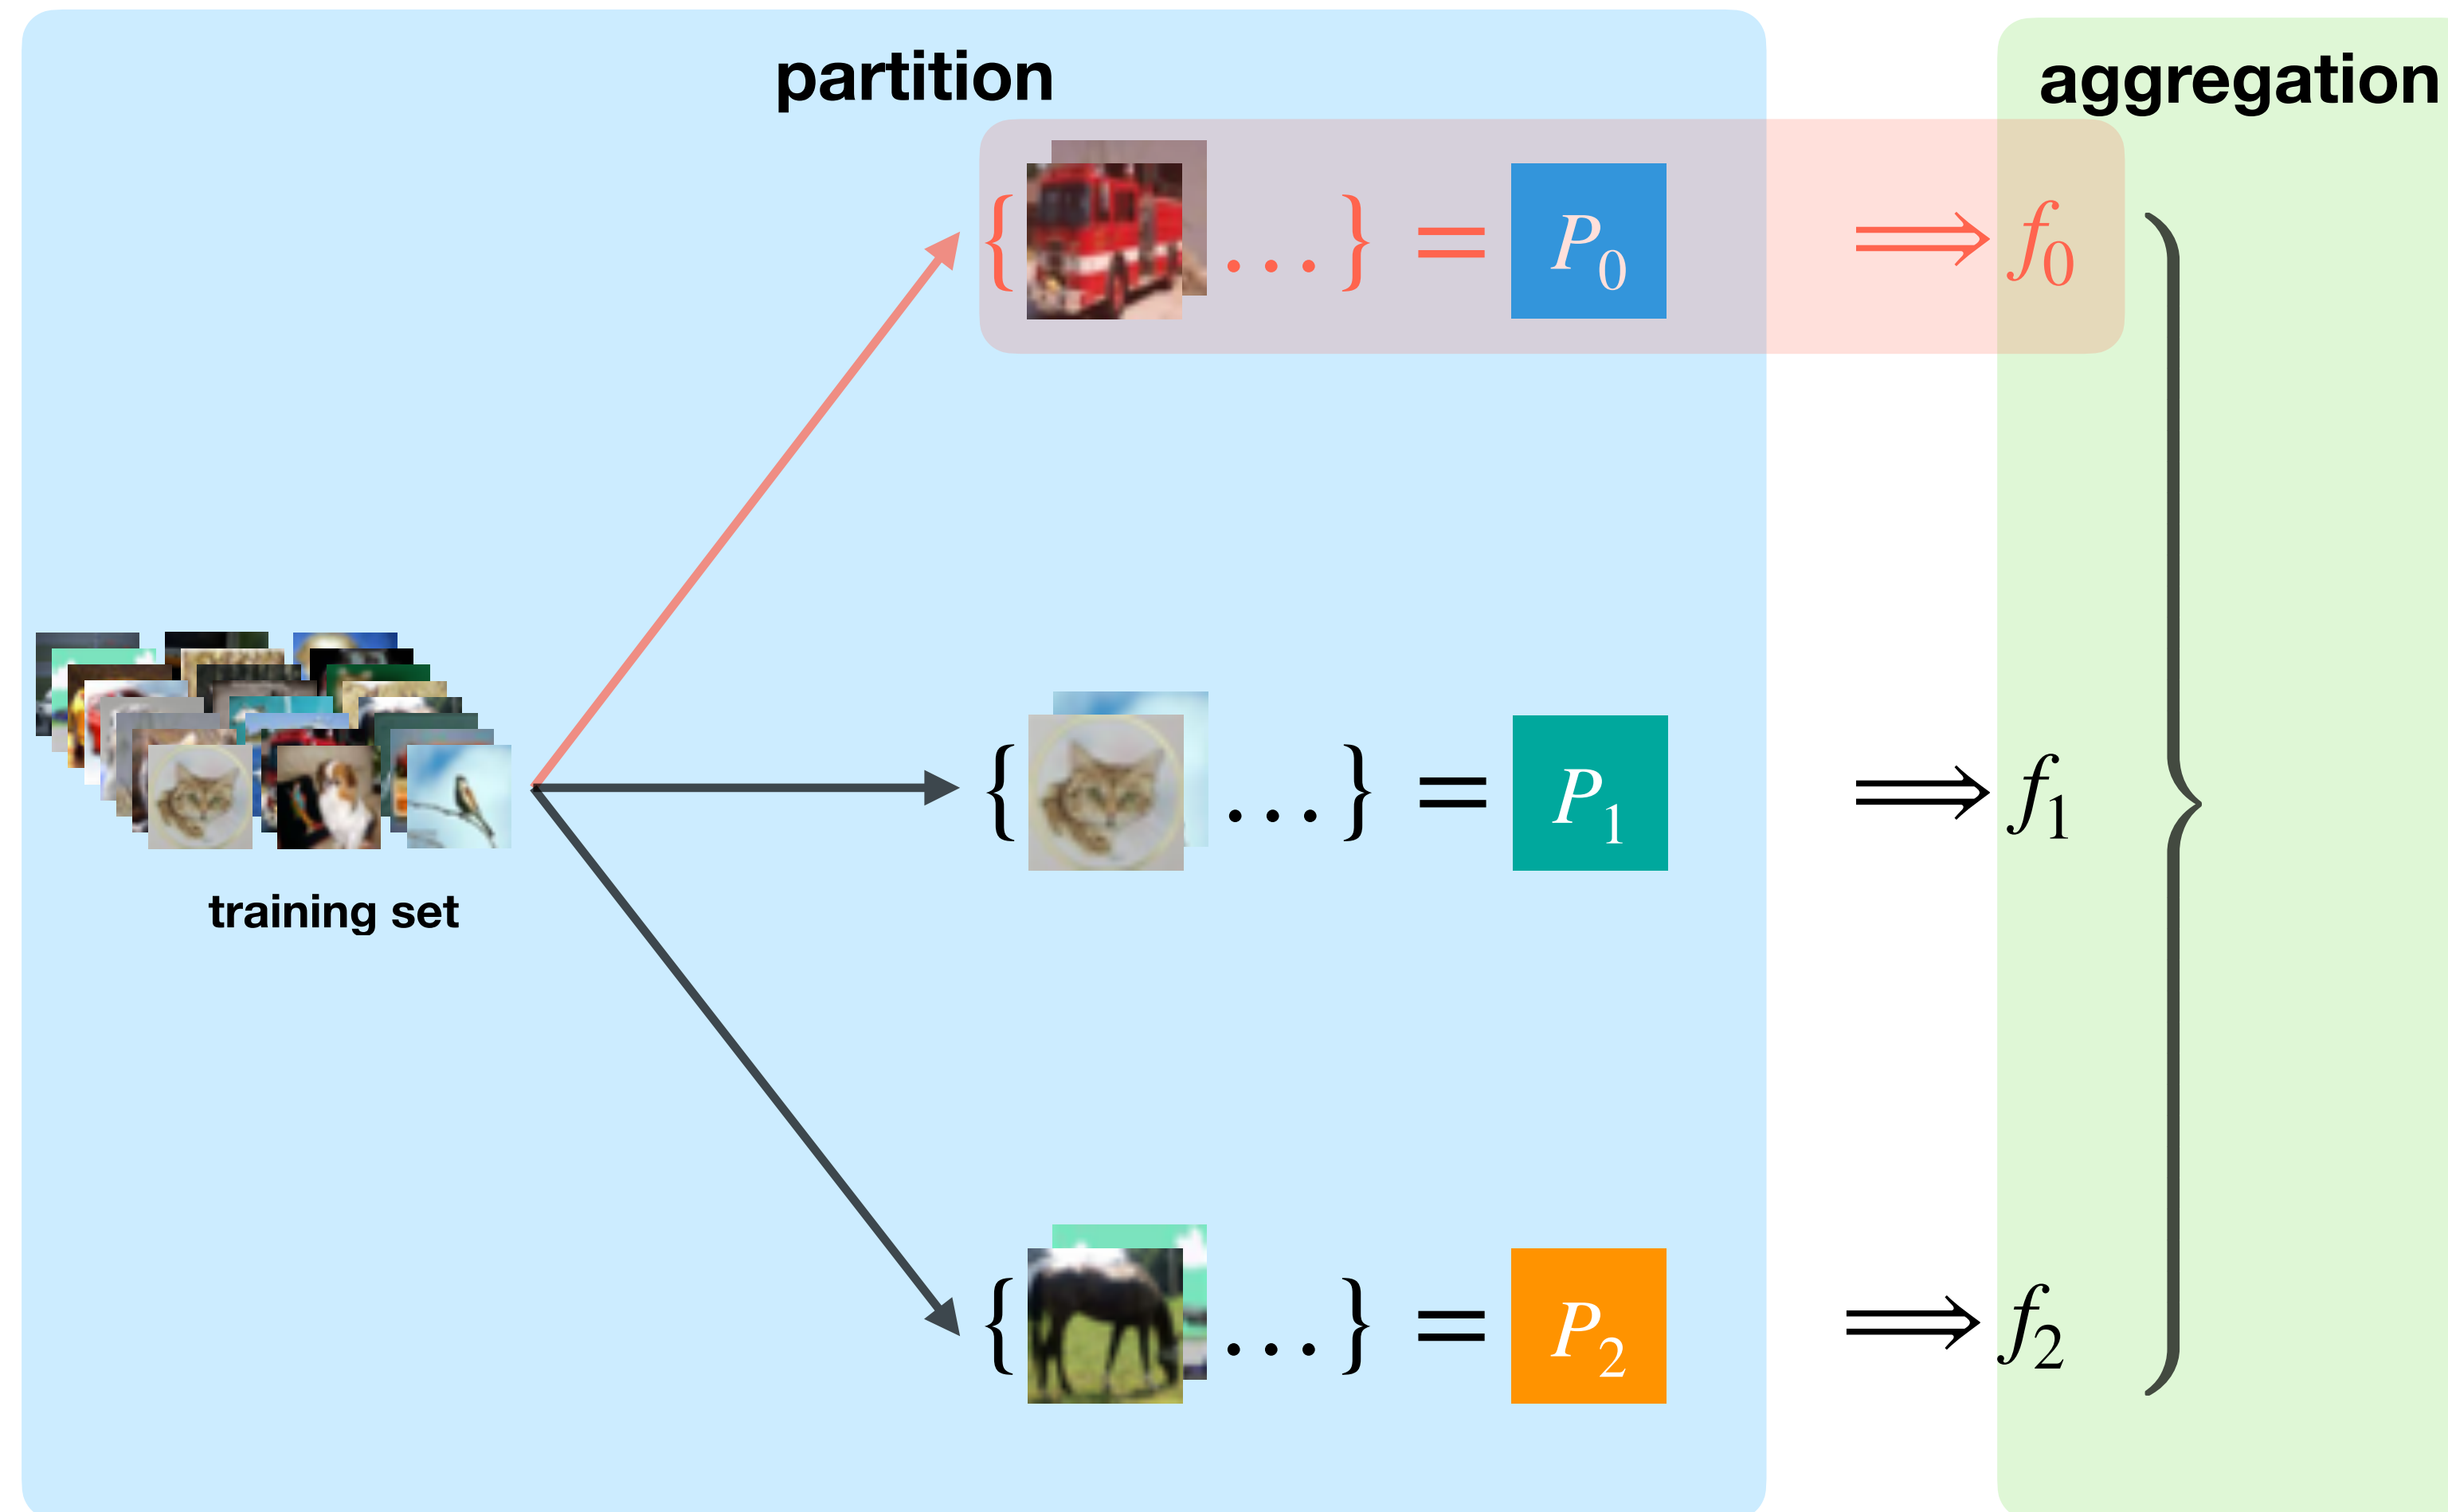 partition
aggregation
{ ... } = P₀ ⟹ f₀
{ ... } = P₁ ⟹ f₁
training set
{ ... } = P₂ ⟹ f₂